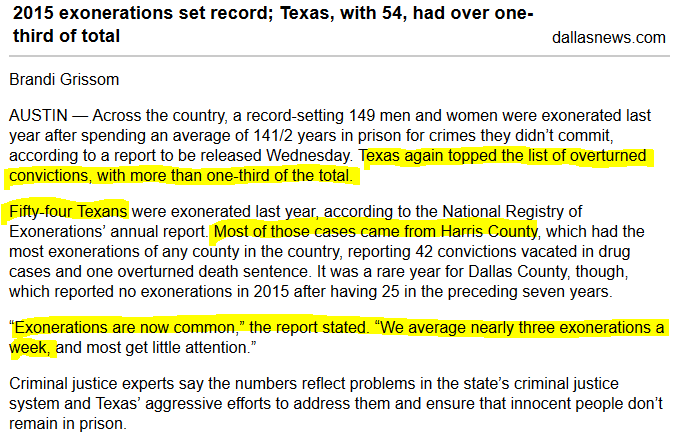 2015 exonerations set record; Texas, with 54, had over one-
third of total
dallasnews.com
Brandi Grissom
AUSTIN — Across the country, a record-setting 149 men and women were exonerated last
year after spending an average of 141/2 years in prison for crimes they didn’t commit,
according to a report to be released Wednesday. Texas again topped the list of overturned
convictions, with more than one-third of the total.
Fifty-four Texans were exonerated last year, according to the National Registry of
Exonerations’ annual report. Most of those cases came from Harris County, which had the
most exonerations of any county in the country, reporting 42 convictions vacated in drug
cases and one overturned death sentence. It was a rare year for Dallas County, though,
which reported no exonerations in 2015 after having 25 in the preceding seven years.
“Exonerations are now common,” the report stated. “We average nearly three exonerations a
week, and most get little attention.”
Criminal justice experts say the numbers reflect problems in the state’s criminal justice
system and Texas’ aggressive efforts to address them and ensure that innocent people don’t
remain in prison.